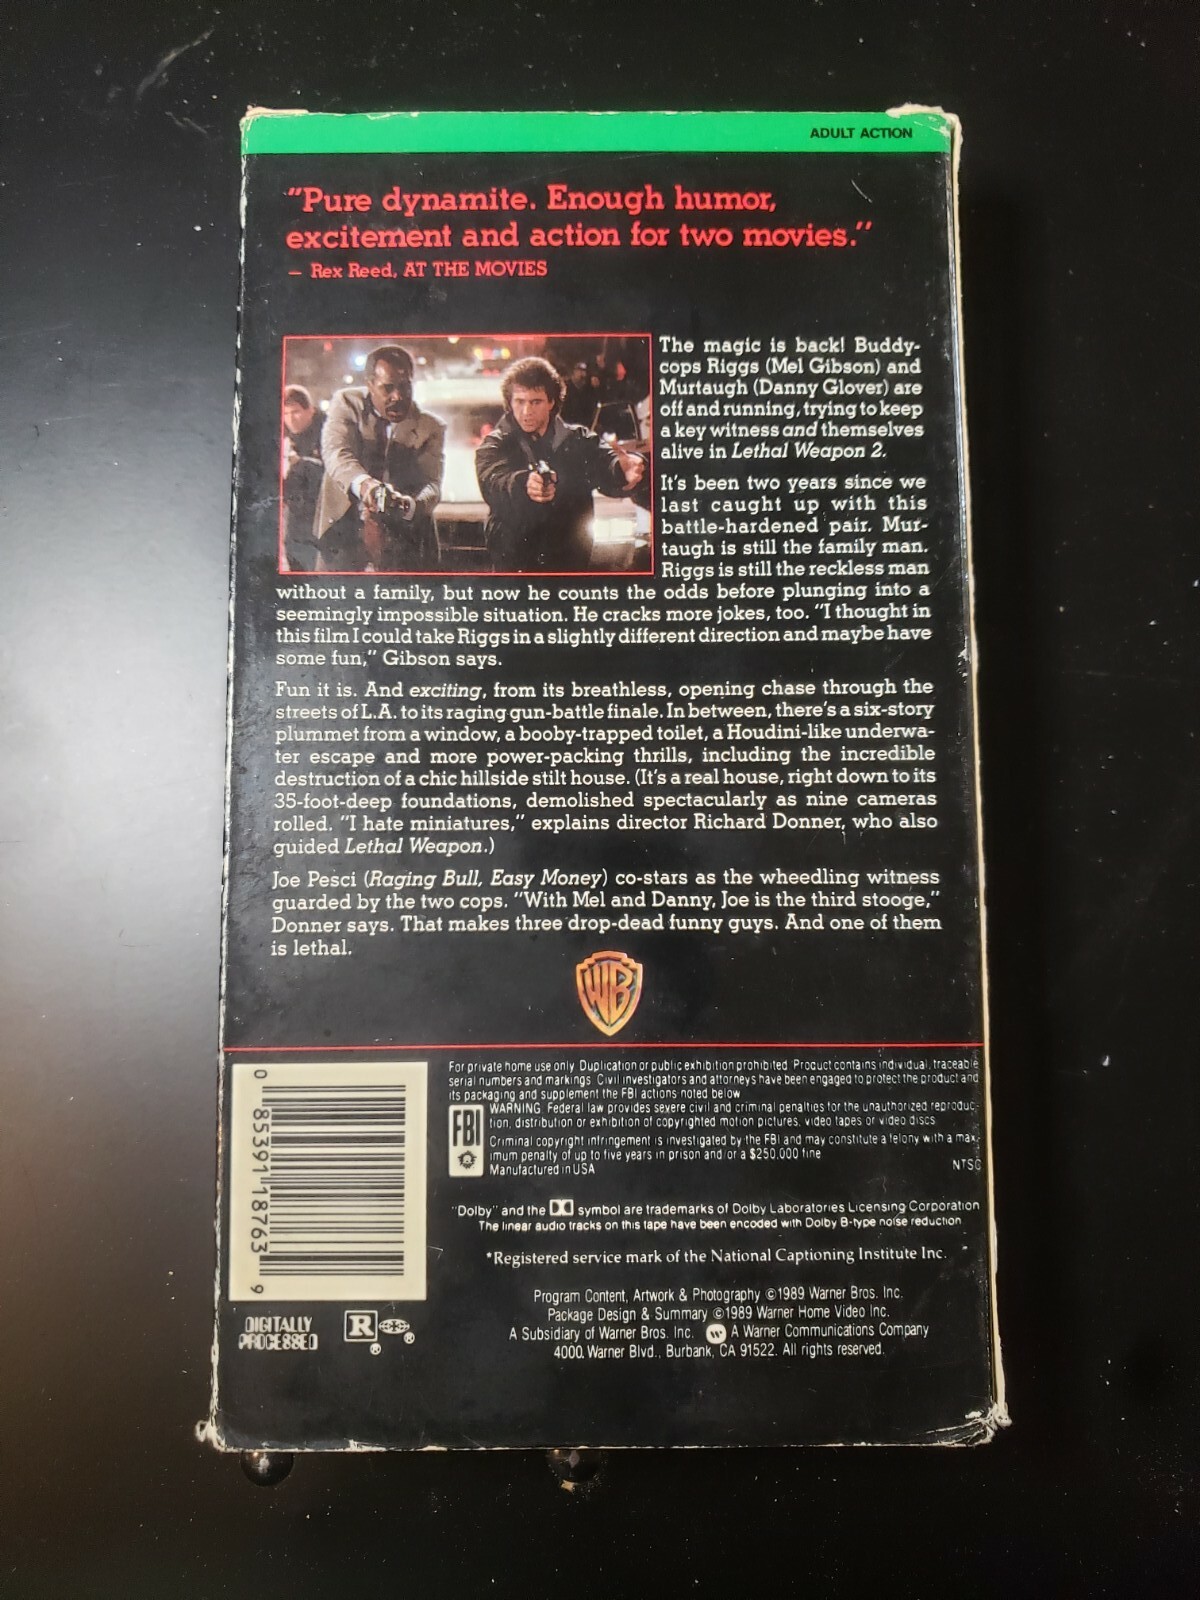 ADULT ACTION
"Pure dynamite. Enough humor,
excitement and action for two movies."
— Rex Reed, AT THE MOVIES
The magic is back! Buddy-
cops Riggs (Mel Gibson) and
Murtaugh (Danny Glover) are
off and running, trying to keep
a key witness and themselves
alive in Lethal Weapon 2.
It's been two years since we
last caught up with this
battle-hardened pair. Mur-
taugh is still the family man.
Riggs is still the reckless man
without a family, but now he counts the odds before plunging into a
seemingly impossible situation. He cracks more jokes, too. "I thought in
this film I could take Riggs in a slightly different direction and maybe have
some fun," Gibson says.
Fun it is. And exciting, from its breathless, opening chase through the
streets of L.A. to its raging gun-battle finale. In between, there's a six-story
plummet from a window, a booby-trapped toilet, a Houdini-like underwa-
ter escape and more power-packing thrills, including the incredible
destruction of a chic hillside stilt house. (It's a real house, right down to its
35-foot-deep foundations, demolished spectacularly as nine cameras
rolled. "I hate miniatures," explains director Richard Donner, who also
guided Lethal Weapon.)
Joe Pesci (Raging Bull, Easy Money) co-stars as the wheedling witness
guarded by the two cops. "With Mel and Danny, Joe is the third stooge,"
Donner says. That makes three drop-dead funny guys. And one of them
is lethal.
WB
For private home use only. Duplication or public exhibition prohibited. Product contains individual, traceable
serial numbers and markings. Civil investigators and attorneys have been engaged to protect the product and
its packaging and supplement the FBI actions noted below
FBI
WARNING: Federal law provides severe civil and criminal penalties for the unauthorized reproduc-
tion, distribution or exhibition of copyrighted motion pictures, video tapes or video discs
Criminal copyright infringement is investigated by the FBI and may constitute a felony with a max-
imum penalty of up to five years in prison and/or a $250,000 fine
Manufactured in USA
NTSC
"Dolby" and the symbol are trademarks of Dolby Laboratories Licensing Corporation
The linear audio tracks on this tape have been encoded with Dolby B-type noise reduction
*Registered service mark of the National Captioning Institute Inc.
Program Content, Artwork & Photography ©1989 Warner Bros. Inc.
Package Design & Summary ©1989 Warner Home Video Inc.
A Subsidiary of Warner Bros. Inc. W A Warner Communications Company
4000 Warner Blvd., Burbank, CA 91522. All rights reserved.
0 85391 18763 9
DIGITALLY
PROCESSED
R ® ®